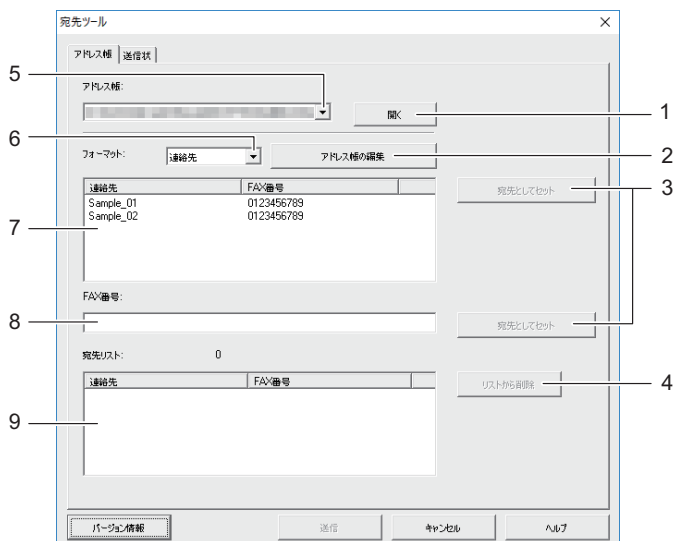 宛先ツール
アドレス帳 送信状
5
アドレス帳:
開く 1
6
フォーマット: 連絡先 アドレス帳の編集 2
連絡先 FAX番号 宛先としてセット 3
Sample_01 0123456789
Sample_02 0123456789
7
FAX番号:
8 宛先としてセット
宛先リスト: 0
連絡先 FAX番号 リストから削除 4
9
バージョン情報 送信 キャンセル ヘルプ